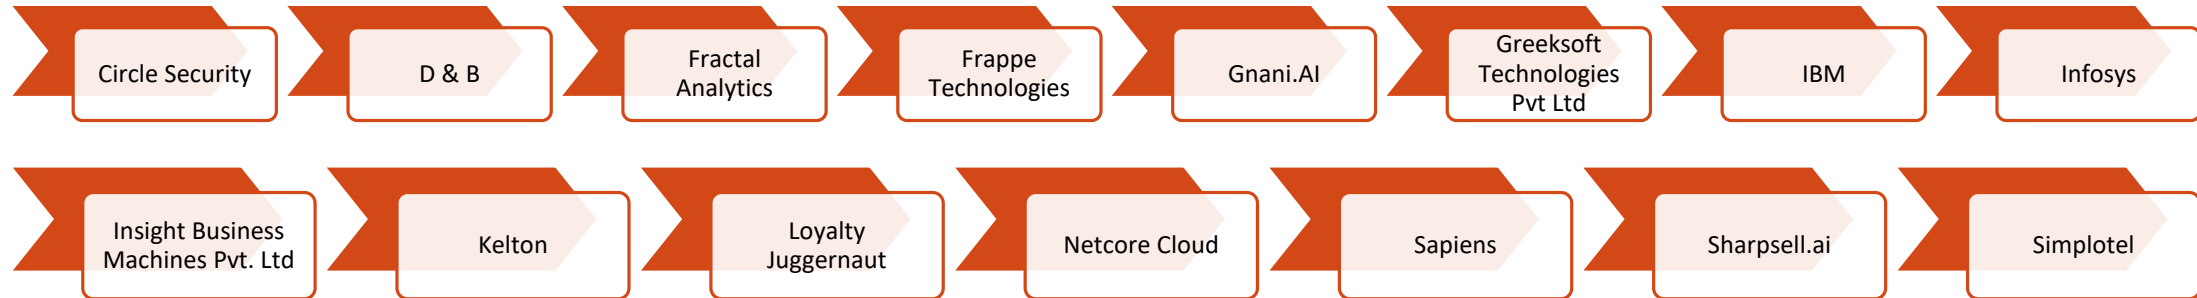 Circle Security
D & B
Fractal
Analytics
Frappe
Technologies
Gnani.AI
Greeksoft
Technologies
Pvt Ltd
IBM
Infosys
Insight Business
Machines Pvt. Ltd
Kelton
Loyalty
Juggernaut
Netcore Cloud
Sapiens
Sharpsell.ai
Simplotel